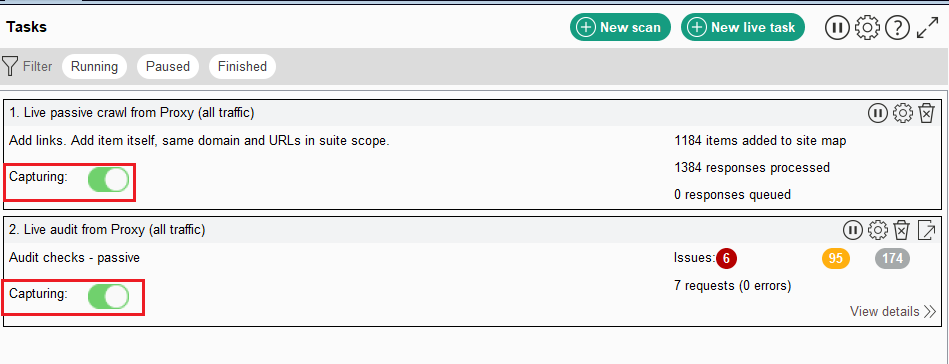 Tasks
New scan
New live task
Filter
Running
Paused
Finished
1. Live passive crawl from Proxy (all traffic)
Add links. Add item itself, same domain and URLs in suite scope.
1184 items added to site map
Capturing:
1384 responses processed
0 responses queued
2. Live audit from Proxy (all traffic)
Audit checks - passive
Issues: 6 95 174
Capturing:
7 requests (0 errors)
View details